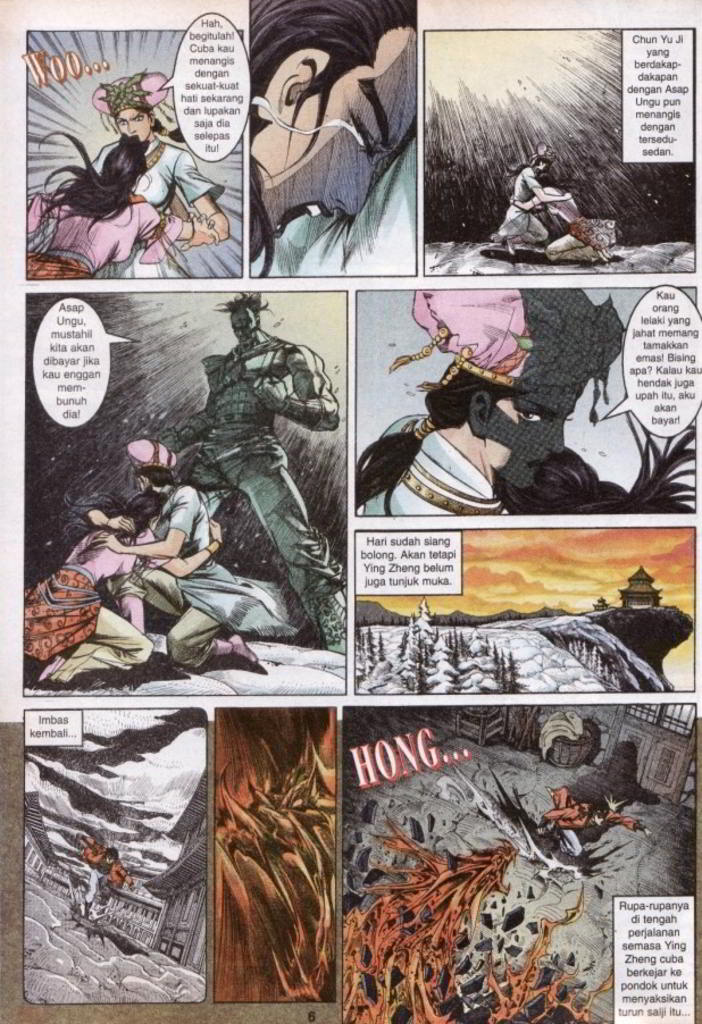 WOO...
Hah,
begitulah!
Cuba kau
menangis
dengan
sekuat-kuat
hati sekarang
dan lupakan
saja dia
selepas
itu!
Chun Yu Ji
yang
berdakap-
dakapan
dengan Asap
Ungu pun
menangis
dengan
tersedu-
sedan.
Asap
Ungu,
mustahil
kita akan
dibayar jika
kau enggan
mem-
bunuh
dia!
Kau
orang
lelaki yang
jahat memang
tamakkan
emas! Bising
apa? Kalau kau
hendak juga
upah itu, aku
akan
bayar!
Hari sudah siang
bolong. Akan tetapi
Ying Zheng belum
juga tunjuk muka.
Imbas
kembali...
HONG...
Rupa-rupanya
di tengah
perjalanan
semasa Ying
Zheng cuba
berkejar ke
pondok untuk
menyaksikan
turun salji itu...
6